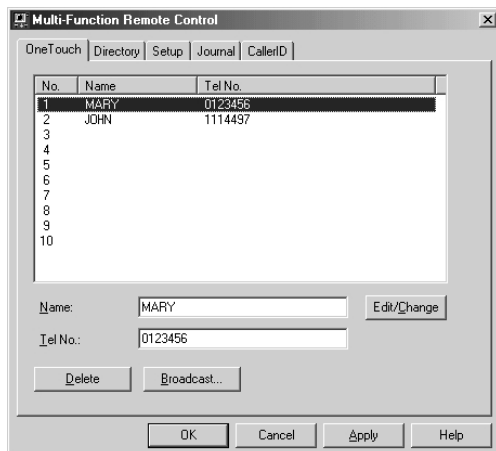 Multi-Function Remote Control
OneTouch Directory Setup Journal CallerID
No. Name Tel No.
1 MARY 0123456
2 JOHN 1114497
3
4
5
6
7
8
9
10
Name: MARY Edit/Change
Tel No.: 0123456
Delete Broadcast...
OK Cancel Apply Help